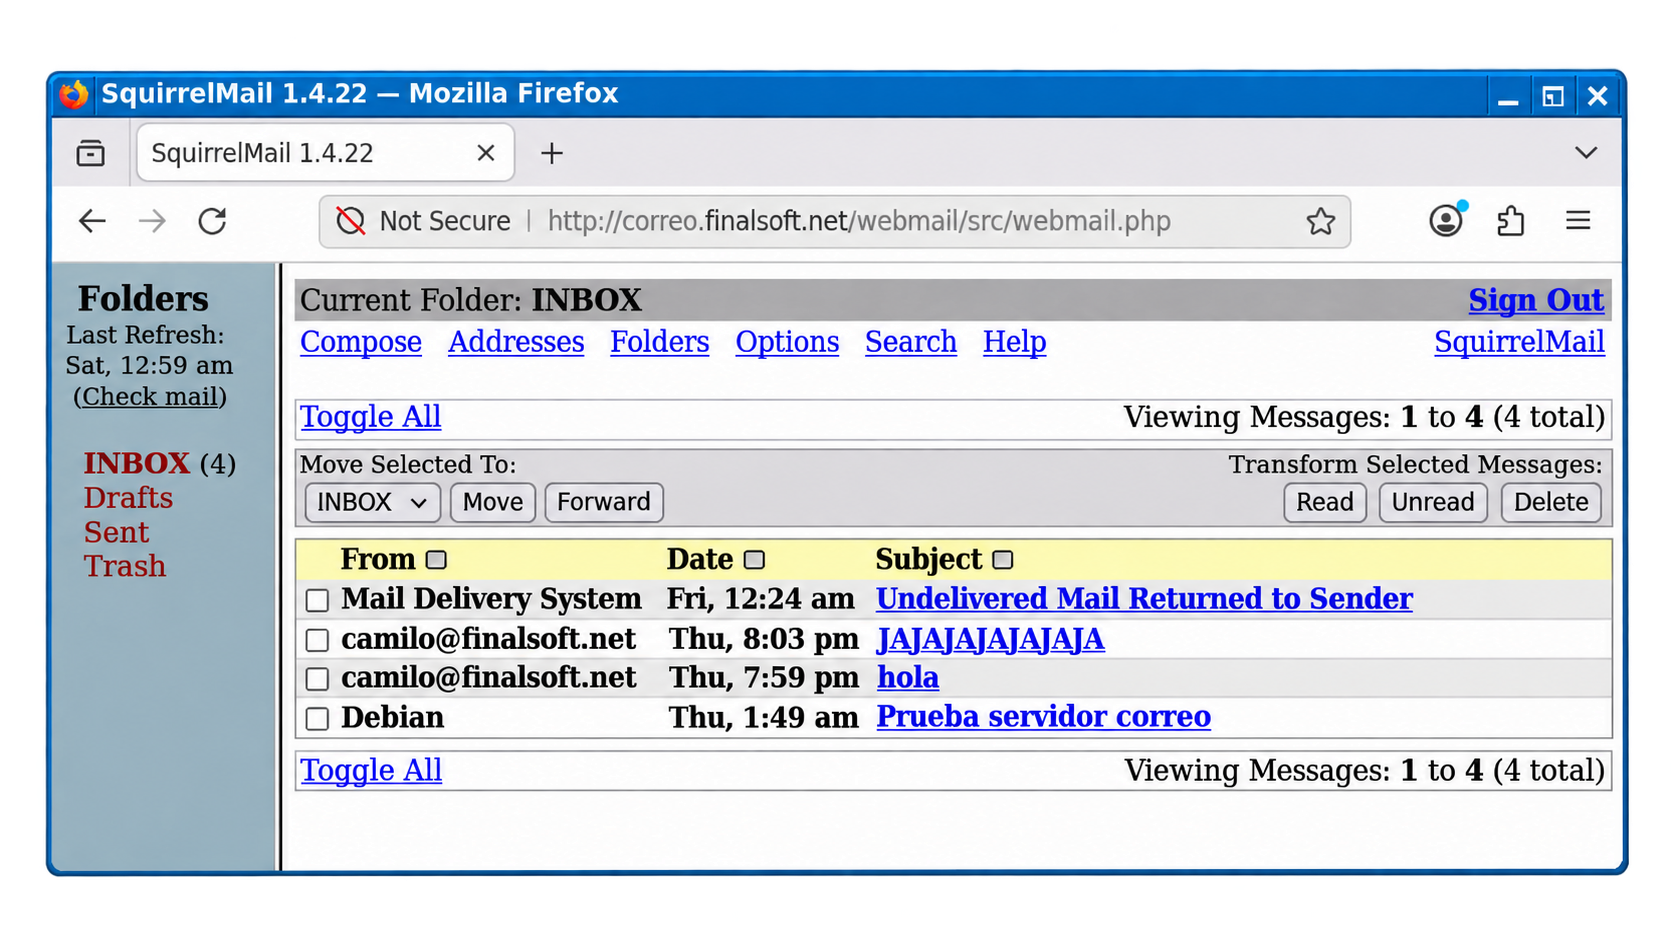 SquirrelMail 1.4.22 — Mozilla Firefox
SquirrelMail 1.4.22
Not Secure http://correo.finalsoft.net/webmail/src/webmail.php
Folders
Last Refresh:
Sat, 12:59 am
(Check mail)
INBOX (4)
Drafts
Sent
Trash
Current Folder: INBOX Sign Out
Compose Addresses Folders Options Search Help SquirrelMail
Toggle All Viewing Messages: 1 to 4 (4 total)
Move Selected To: Transform Selected Messages:
INBOX Move Forward Read Unread Delete
From Date Subject
Mail Delivery System Fri, 12:24 am Undelivered Mail Returned to Sender
camilo@finalsoft.net Thu, 8:03 pm JAJAJAJAJAJAJA
camilo@finalsoft.net Thu, 7:59 pm hola
Debian Thu, 1:49 am Prueba servidor correo
Toggle All Viewing Messages: 1 to 4 (4 total)